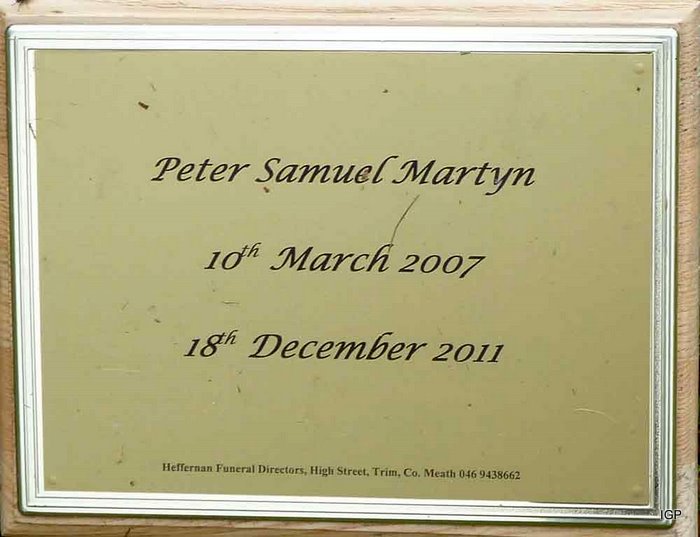 Peter Samuel Martyn
10th March 2007
18th December 2011
Heffernan Funeral Directors, High Street, Trim, Co. Meath 046 9438662
IGP